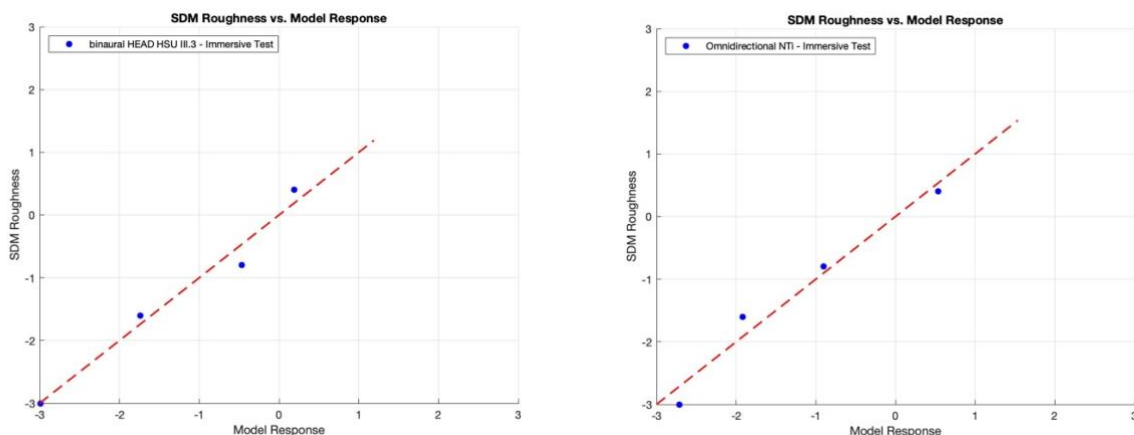 SDM Roughness vs. Model Response
3
binaural HEAD HSU III.3 - Immersive Test
2
1
0
-1
-2
-3
SDM Roughness
-3 -2 -1 0 1 2 3
Model Response
SDM Roughness vs. Model Response
3
Omnidirectional NTi - Immersive Test
2
1
0
-1
-2
-3
SDM Roughness
-3 -2 -1 0 1 2 3
Model Response